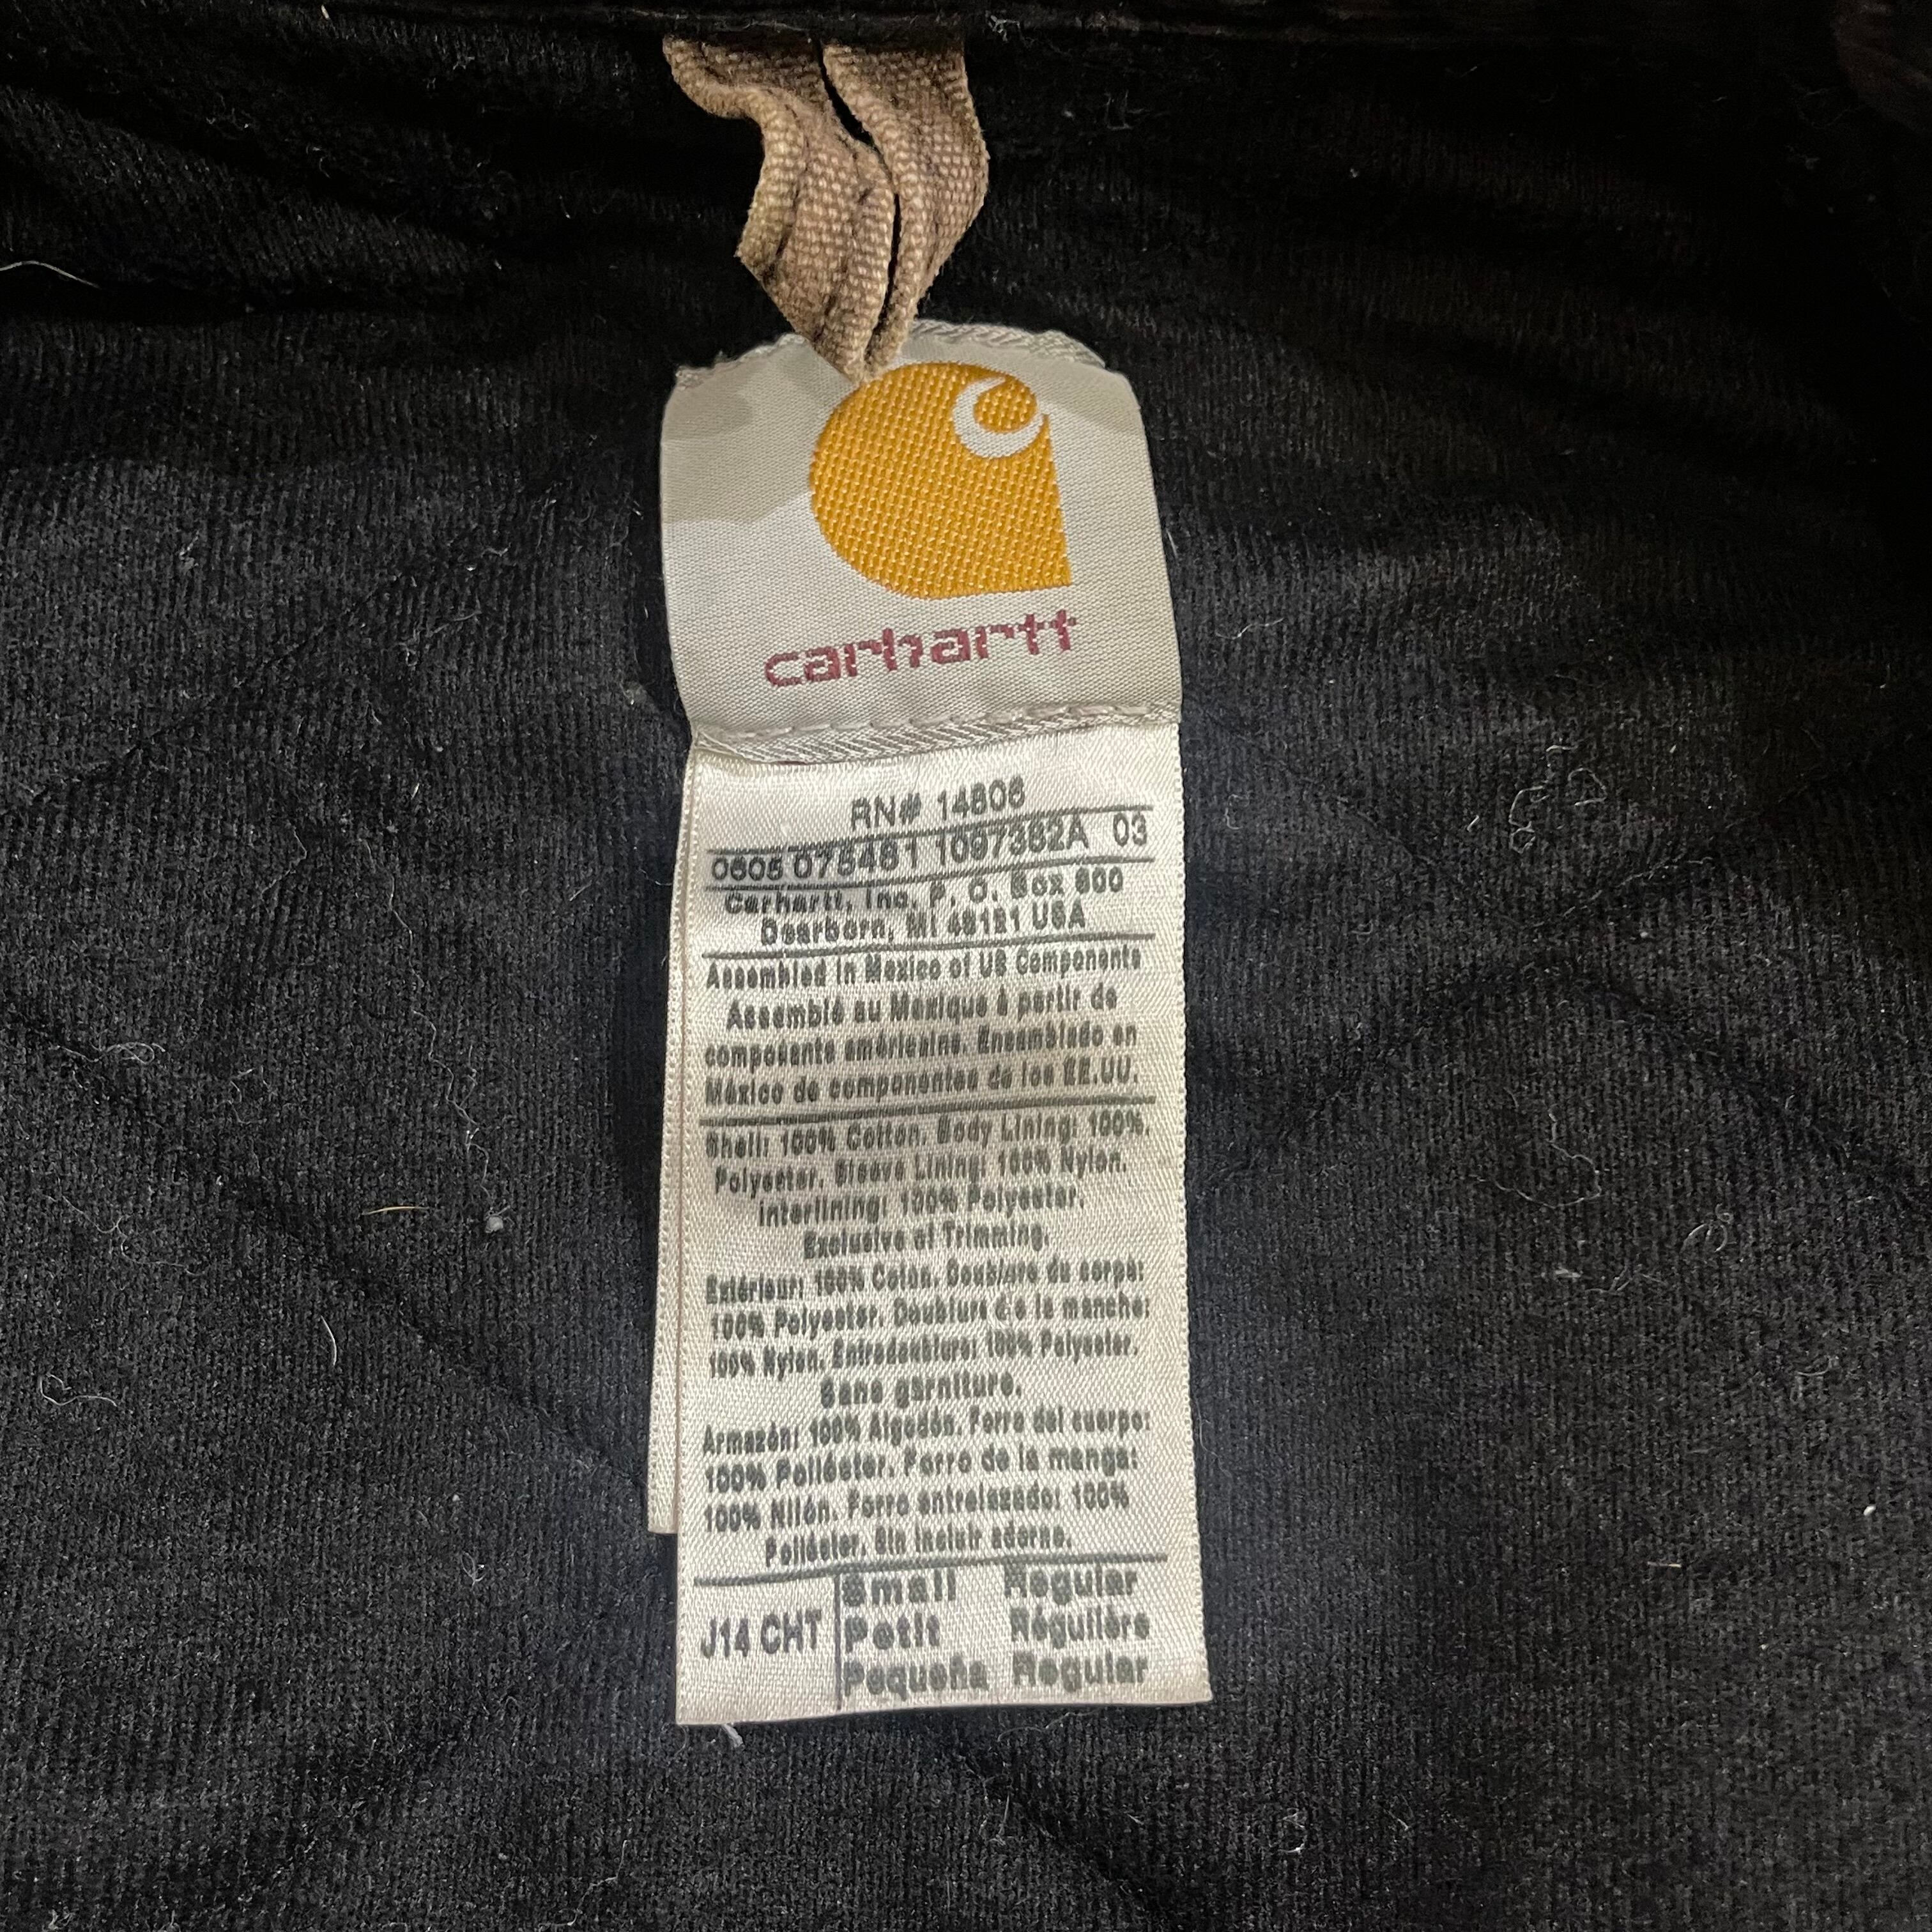 carhartt
RN# 14806
0605 075481 1097362A 03
Carhartt, Inc. P. O. Box 600
Dearborn, MI 48121 USA
Assembled in Mexico of US Components
Assemblé au Mexique à partir de
composants américains. Ensamblado en
México de componentes de los EE.UU.
Shell: 100% Cotton. Body Lining: 100%.
Polyester. Sleeve Lining: 100% Nylon.
Interlining: 100% Polyester.
Exclusive of Trimming.
Extérieur: 100% Coton. Doublure du corps:
100% Polyester. Doublure de la manche:
100% Nylon. Entredoublure: 100% Polyester.
Sans garniture.
Armazón: 100% Algodón. Forro del cuerpo:
100% Poliéster. Forro de la manga:
100% Nilón. Forro entrelazado: 100%
Poliéster. Sin incluir adorno.
J14 CHT
Small Regular
Petit Régulière
Pequeña Regular